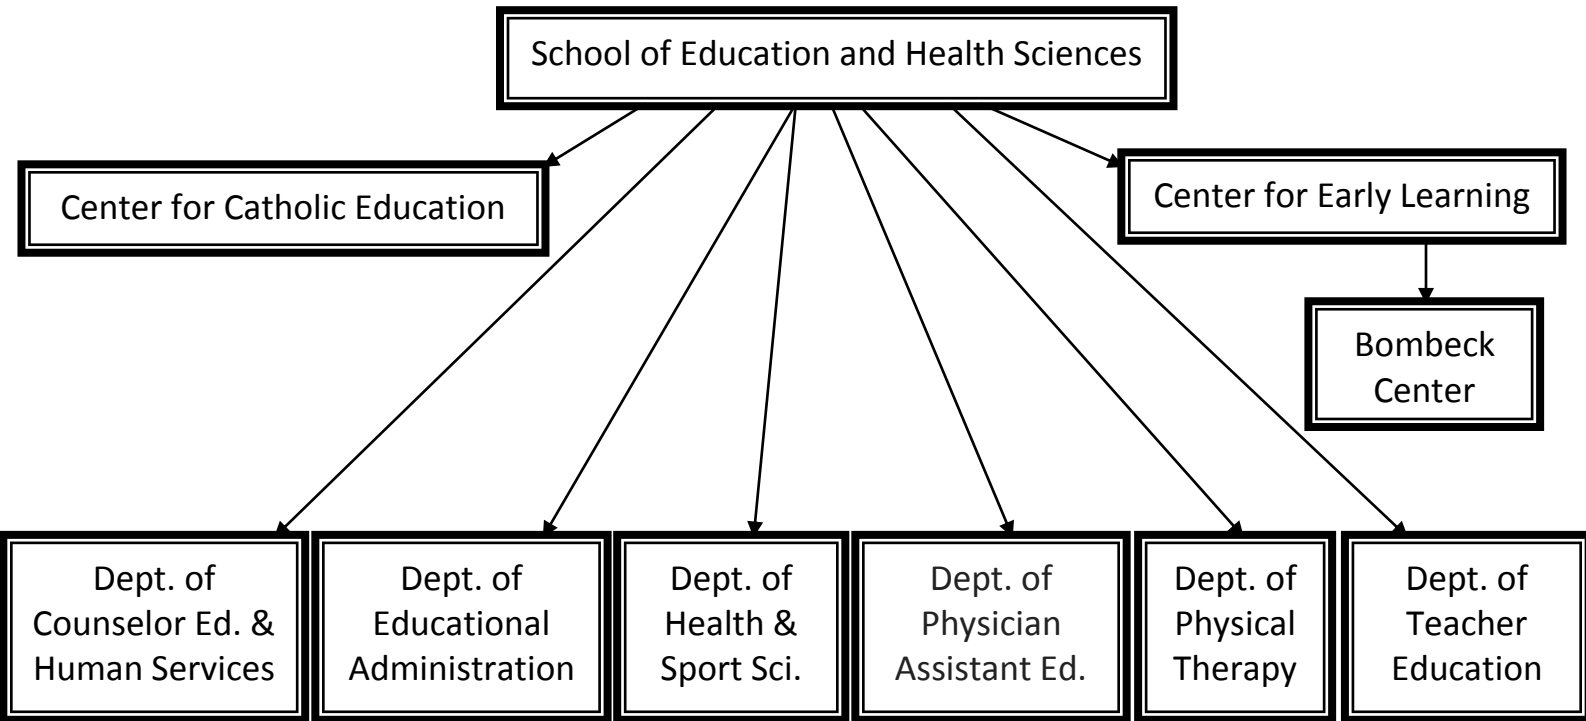 School of Education and Health Sciences
Center for Catholic Education
Center for Early Learning
Bombeck
Center
Dept. of
Counselor Ed. &
Human Services
Dept. of
Educational
Administration
Dept. of
Health &
Sport Sci.
Dept. of
Physician
Assistant Ed.
Dept. of
Physical
Therapy
Dept. of
Teacher
Education